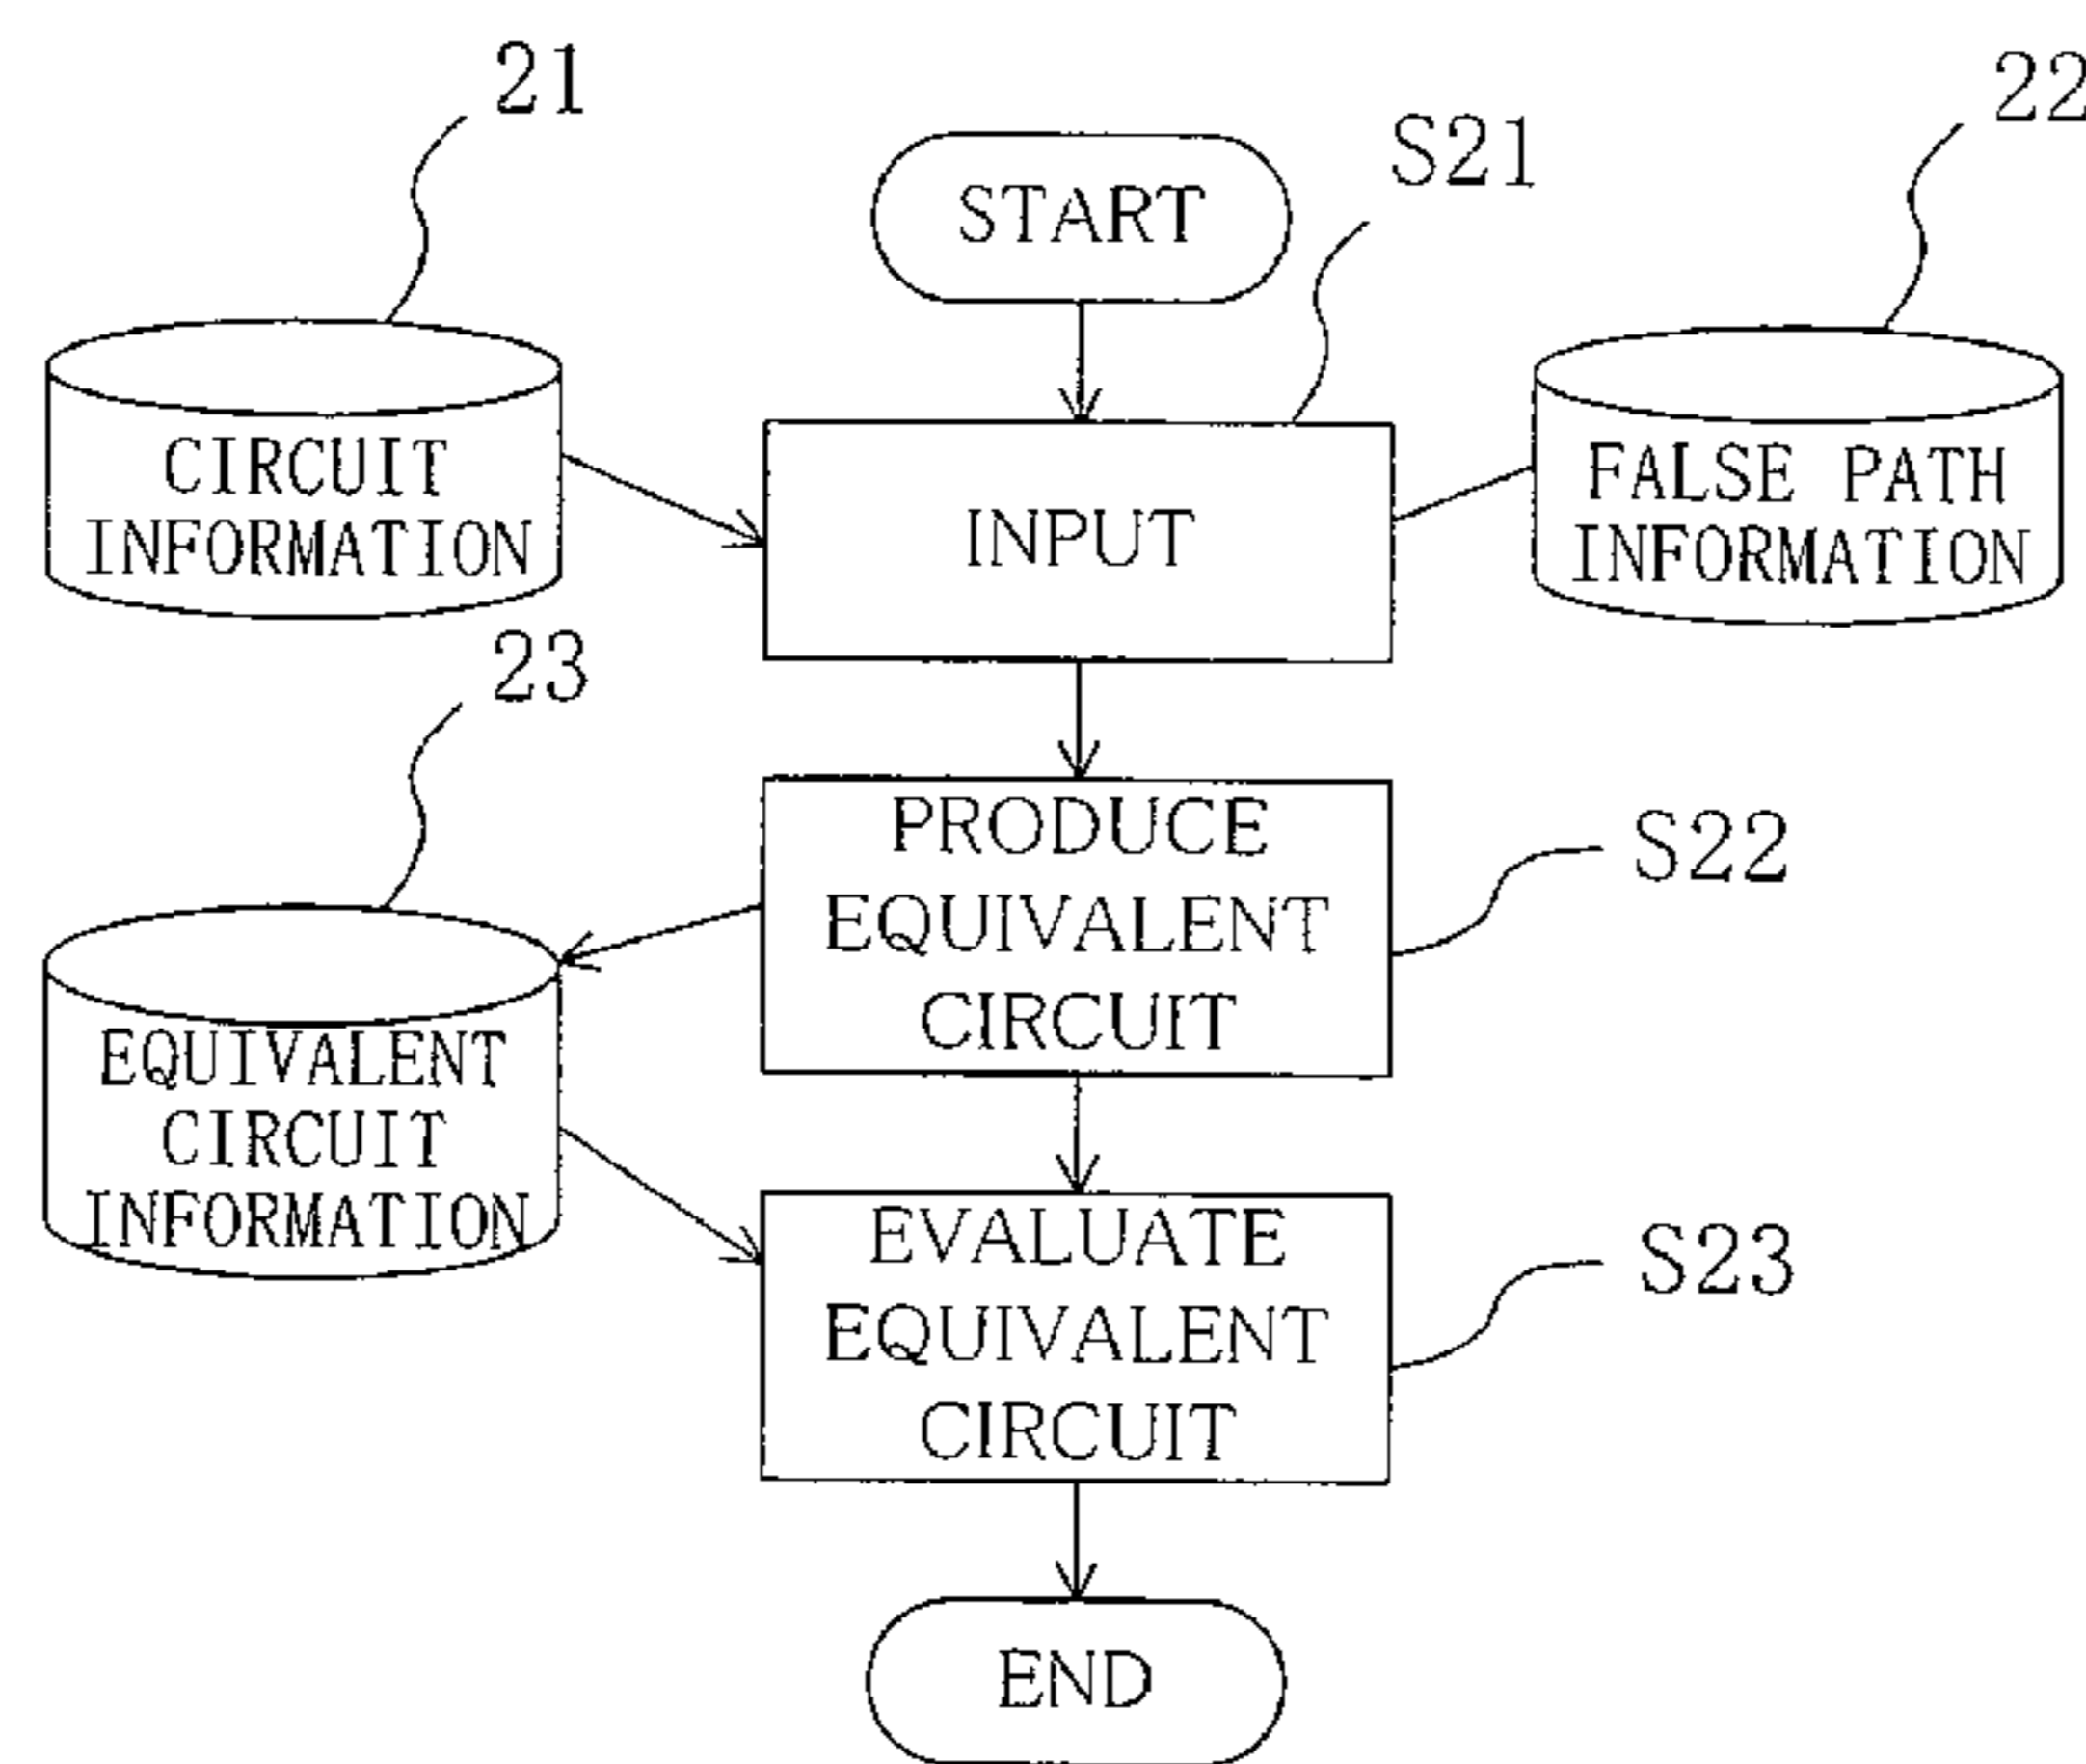 21
22
S21
START
CIRCUIT
INFORMATION
INPUT
FALSE PATH
INFORMATION
23
PRODUCE
EQUIVALENT
CIRCUIT
S22
EQUIVALENT
CIRCUIT
INFORMATION
EVALUATE
EQUIVALENT
CIRCUIT
S23
END